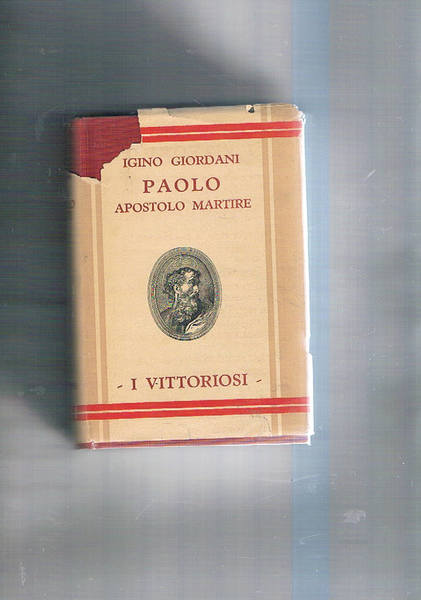 IGINO GIORDANI
PAOLO
APOSTOLO MARTIRE
- I VITTORIOSI -